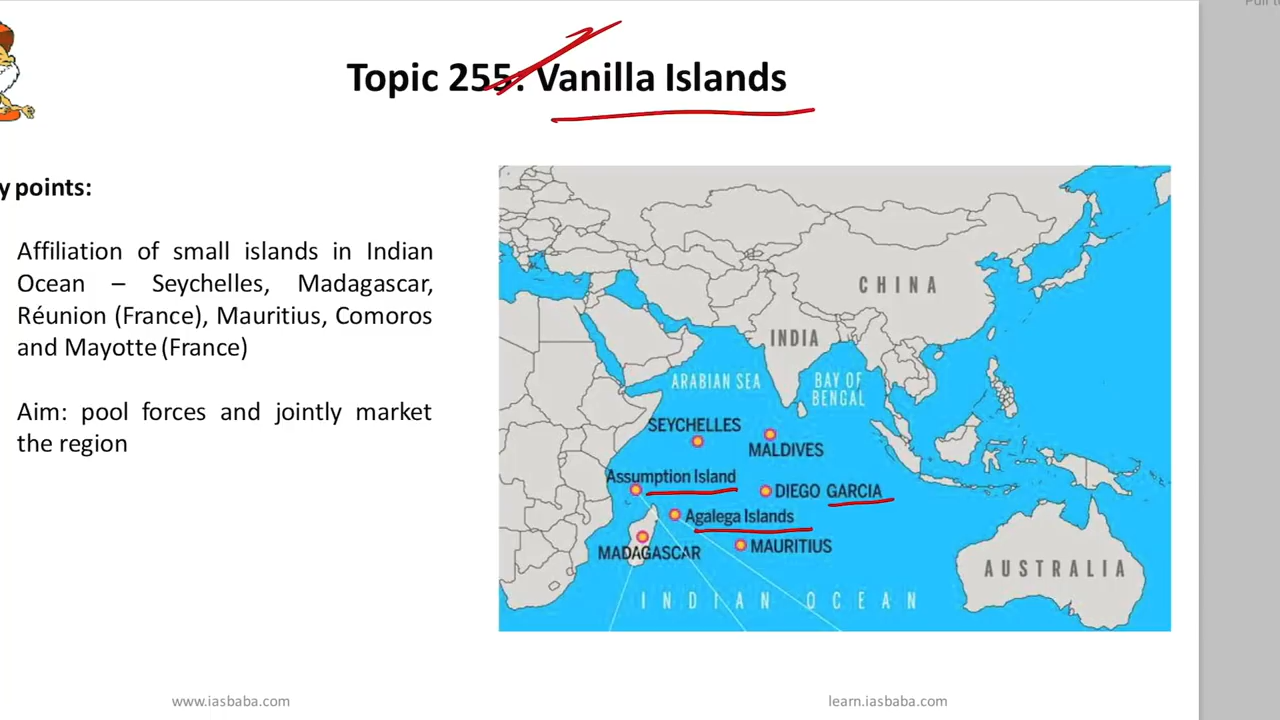 Topic 255: Vanilla Islands
y points:
Affiliation of small islands in Indian
Ocean – Seychelles, Madagascar,
Réunion (France), Mauritius, Comoros
and Mayotte (France)
Aim: pool forces and jointly market
the region
CHINA
INDIA
ARABIAN SEA
BAY OF
BENGAL
SEYCHELLES
MALDIVES
Assumption Island
DIEGO GARCIA
Agalega Islands
MADAGASCAR
MAURITIUS
AUSTRALIA
INDIAN OCEAN
www.iasbaba.com
learn.iasbaba.com